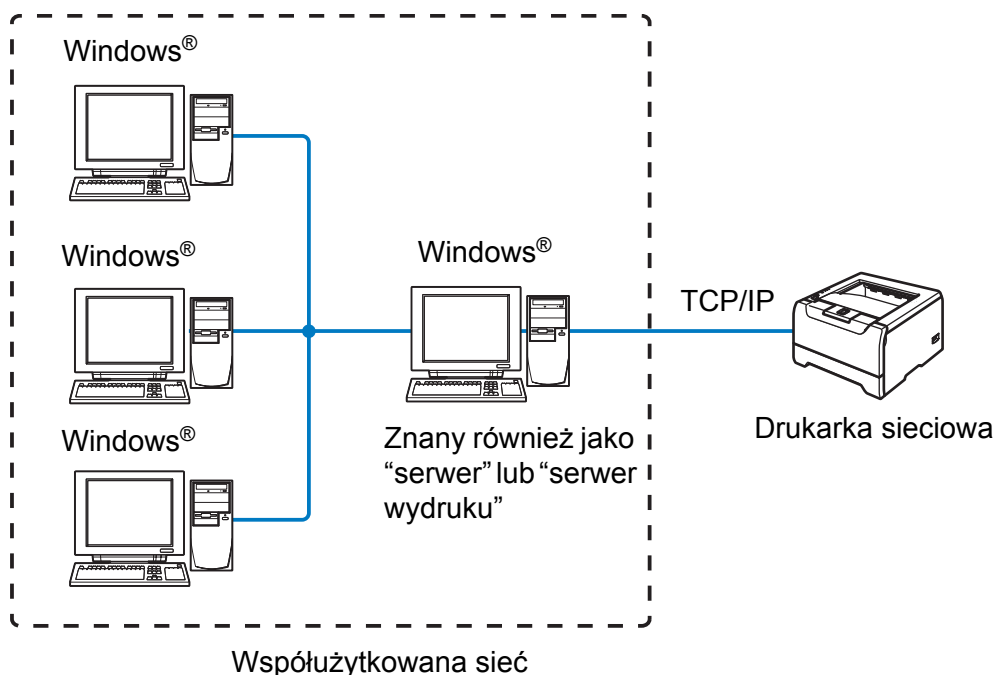 Windows®
Windows®
Windows®
TCP/IP
Windows®
Znany również jako
“serwer” lub “serwer
wydruku”
Drukarka sieciowa
Współużytkowana sieć